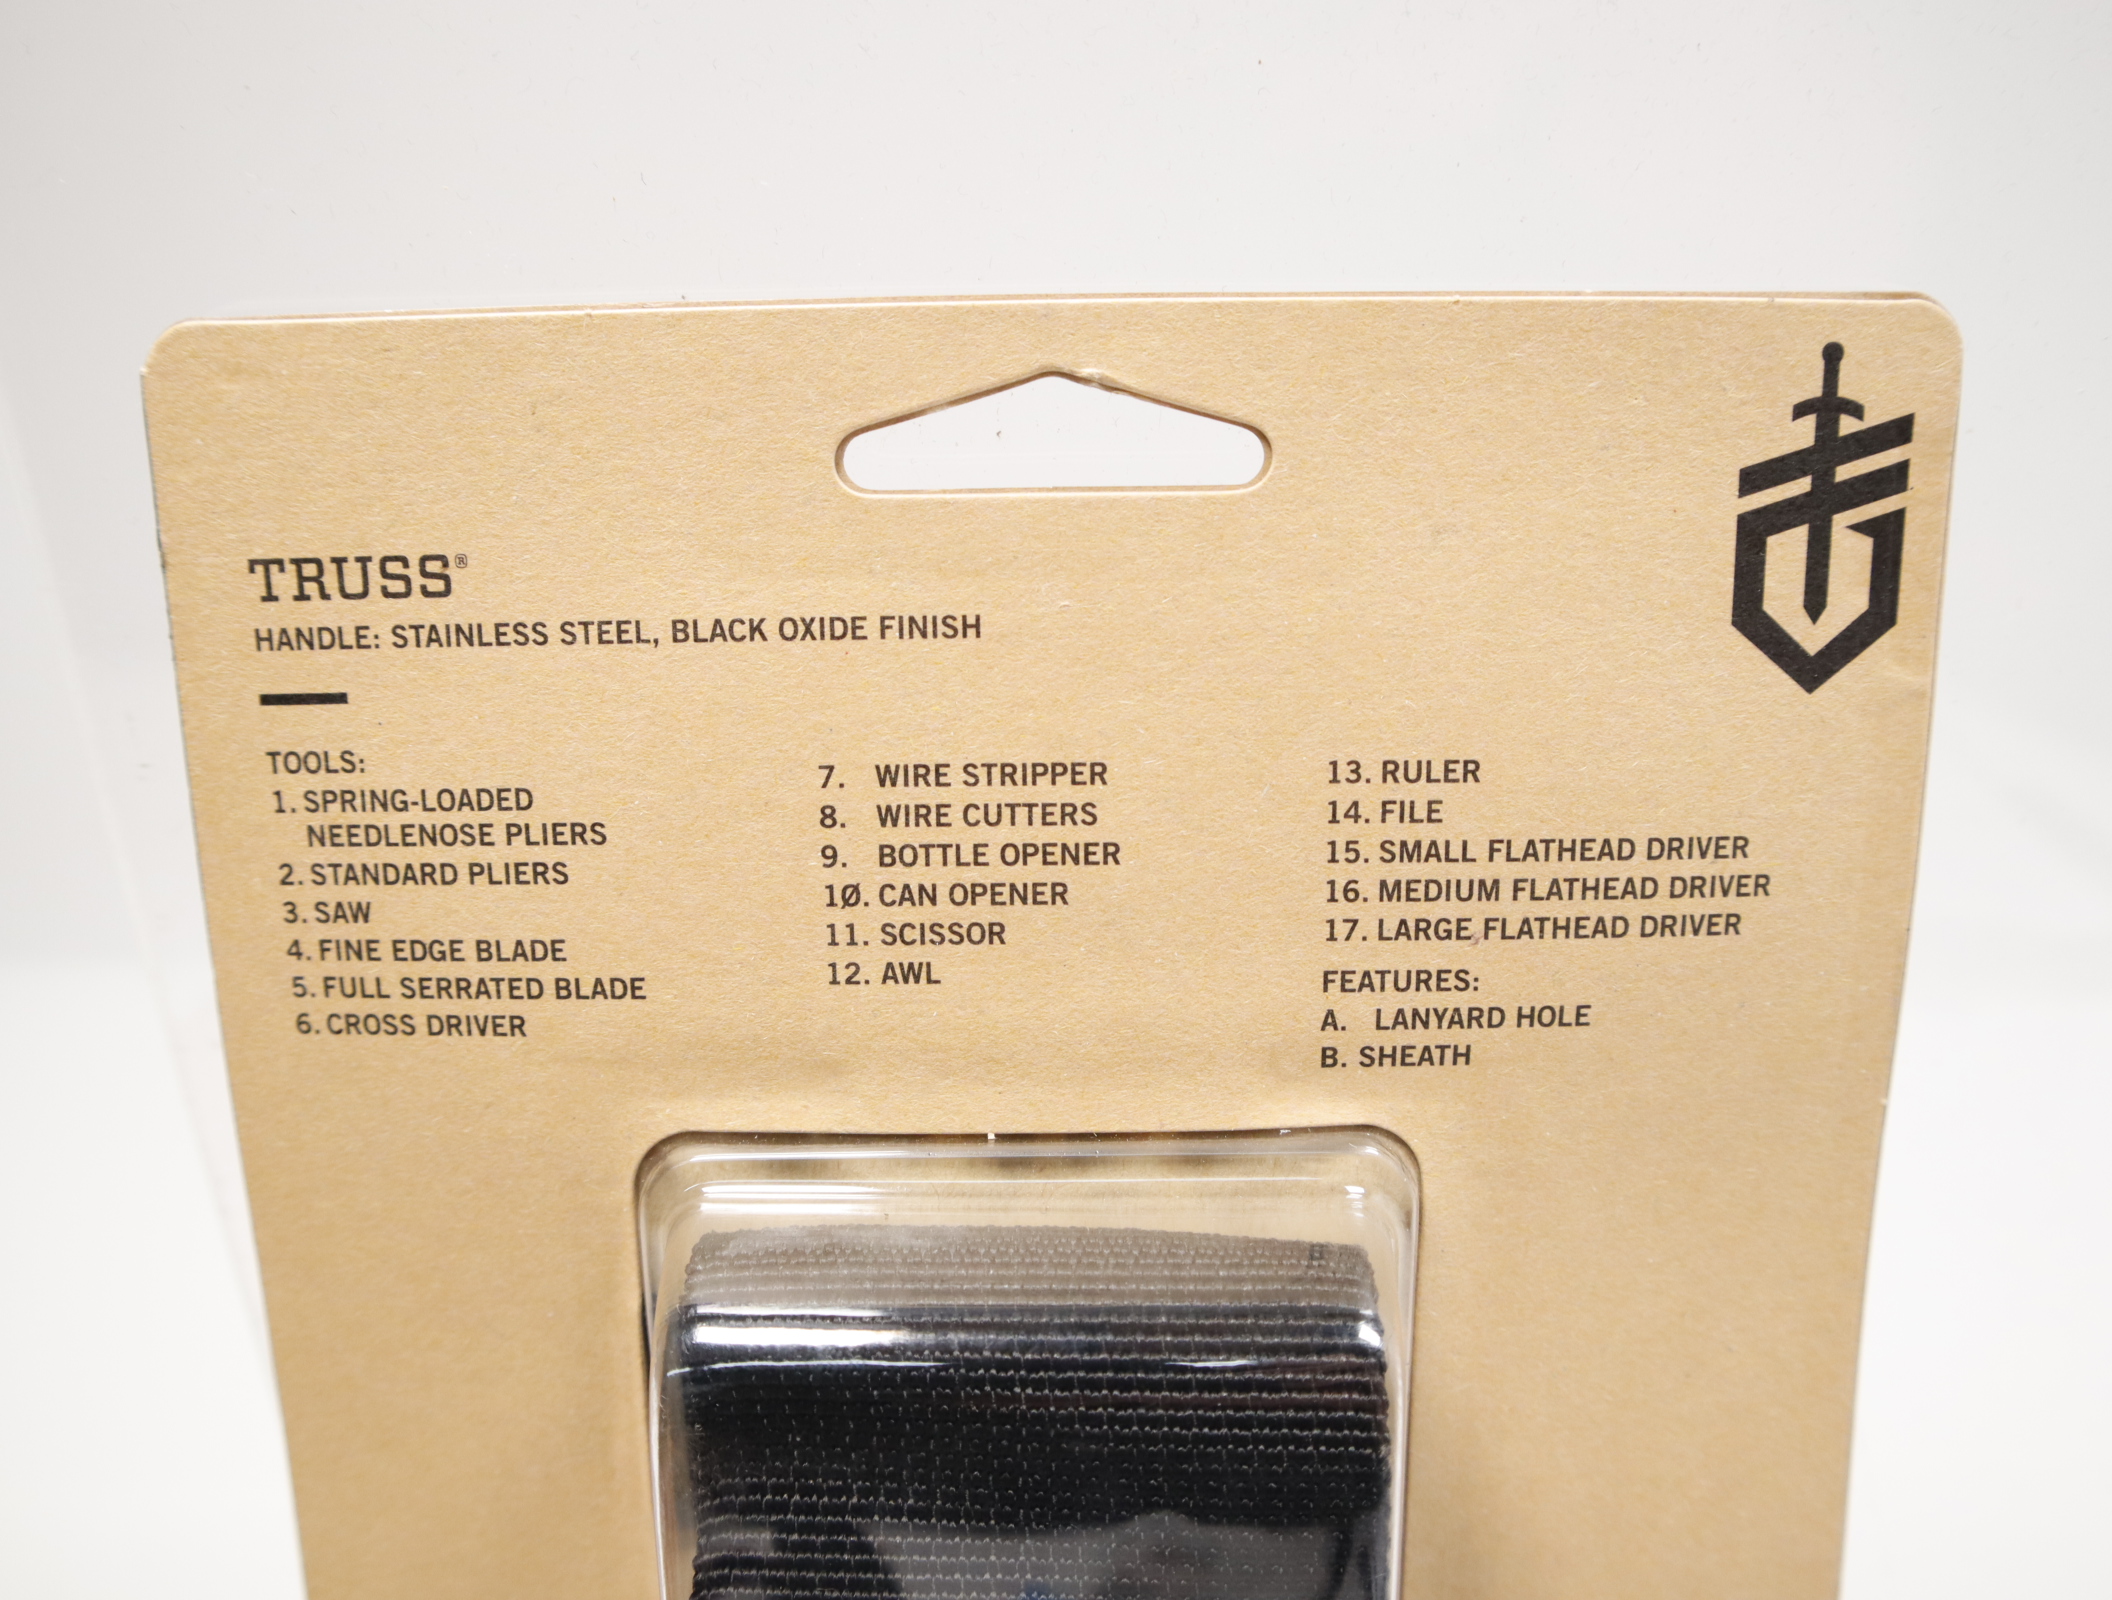 TRUSS®
HANDLE: STAINLESS STEEL, BLACK OXIDE FINISH
TOOLS:
1. SPRING-LOADED
NEEDLENOSE PLIERS
2. STANDARD PLIERS
3. SAW
4. FINE EDGE BLADE
5. FULL SERRATED BLADE
6. CROSS DRIVER
7. WIRE STRIPPER
8. WIRE CUTTERS
9. BOTTLE OPENER
10. CAN OPENER
11. SCISSOR
12. AWL
13. RULER
14. FILE
15. SMALL FLATHEAD DRIVER
16. MEDIUM FLATHEAD DRIVER
17. LARGE FLATHEAD DRIVER
FEATURES:
A. LANYARD HOLE
B. SHEATH